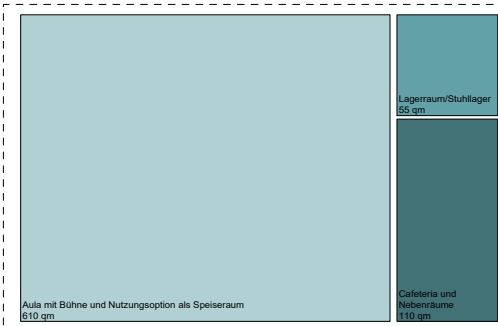 Lagerraum/Stuhllager
55 qm
Aula mit Bühne und Nutzungsoption als Speiseraum
610 qm
Cafeteria und
Nebenräume
110 qm